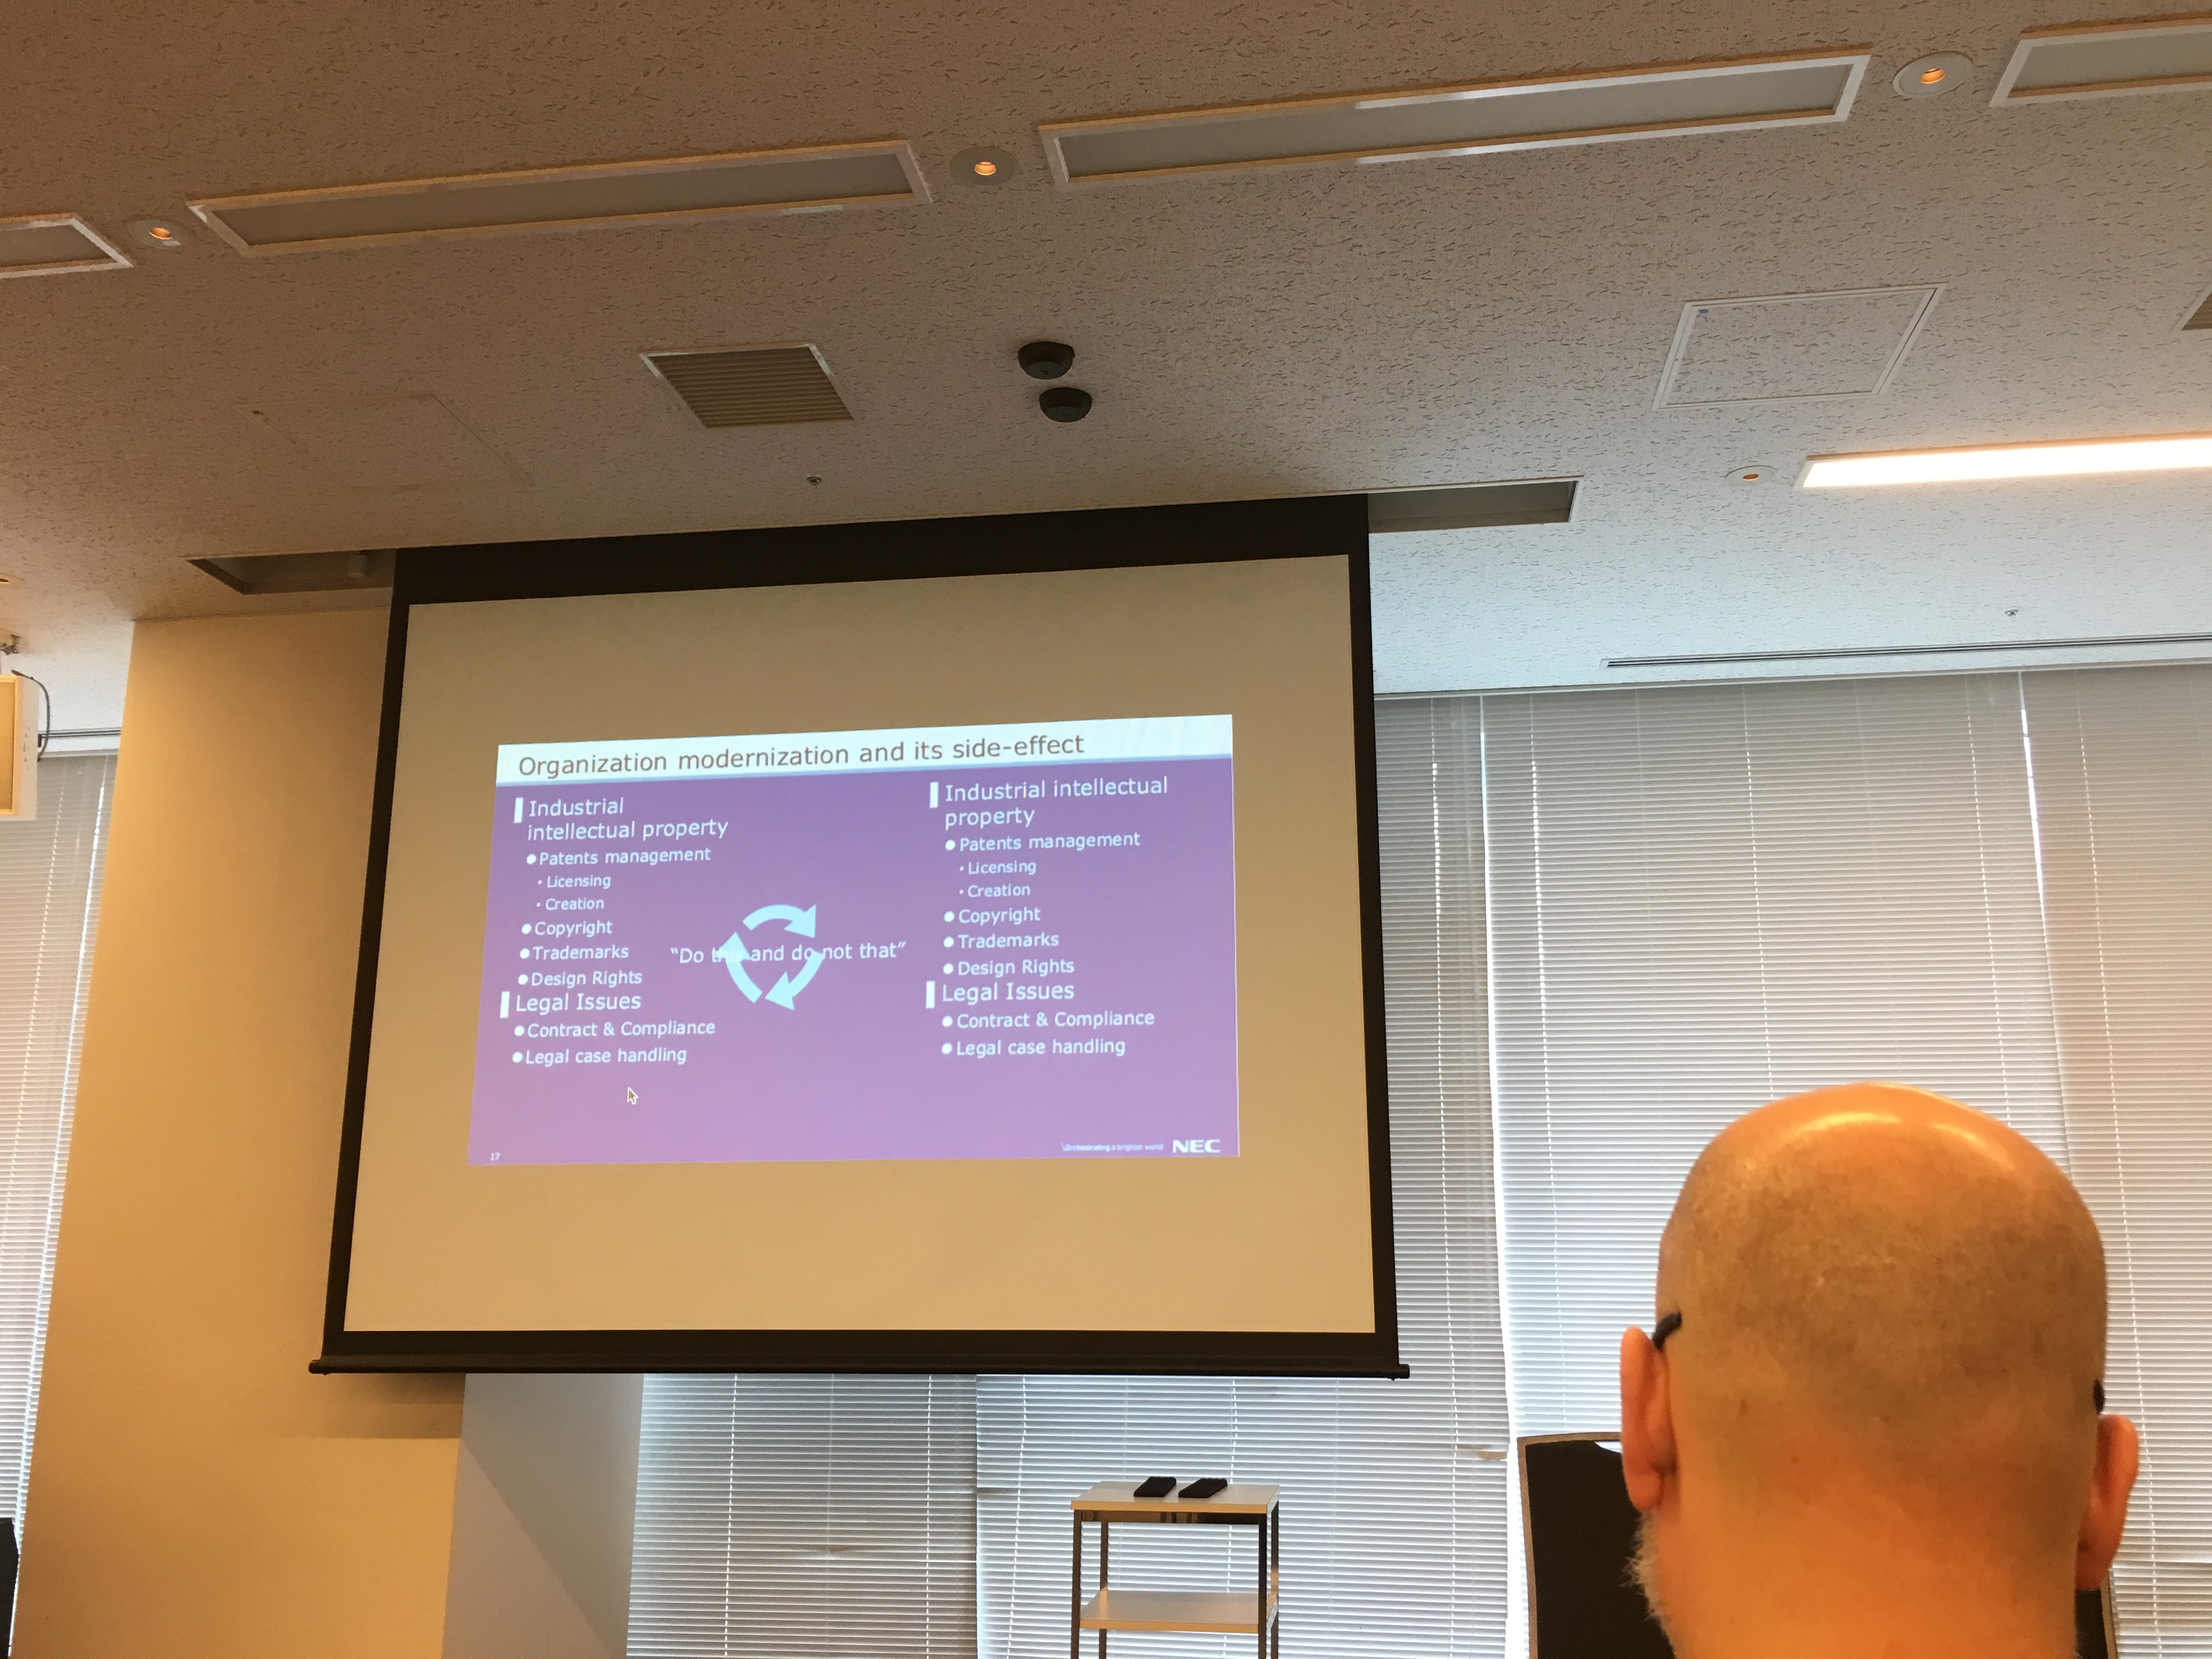 Organization modernization and its side-effect
Industrial
intellectual property
Patents management
Licensing
Creation
Copyright
Trademarks
Design Rights
Legal Issues
Contract & Compliance
Legal case handling
"Do this and do not that"
Industrial intellectual
property
Patents management
Licensing
Creation
Copyright
Trademarks
Design Rights
Legal Issues
Contract & Compliance
Legal case handling
17
\Orchestrating a brighter world NEC